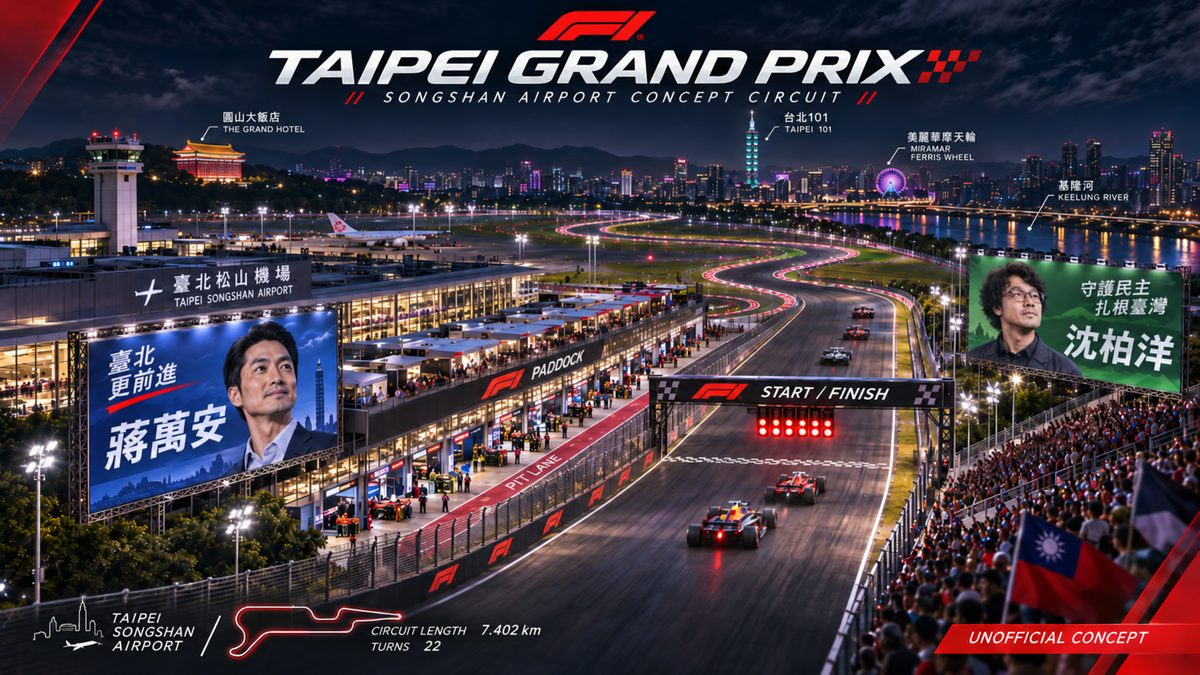 F1
TAIPEI GRAND PRIX
// SONGSHAN AIRPORT CONCEPT CIRCUIT //
圓山大飯店
THE GRAND HOTEL
台北101
TAIPEI 101
美麗華摩天輪
MIRAMAR
FERRIS WHEEL
基隆河
KEELUNG RIVER
臺北松山機場
TAIPEI SONGSHAN AIRPORT
臺北
更前進
蔣萬安
守護民主
扎根臺灣
沈柏洋
F1 PADDOCK
F1 START / FINISH
PIT LANE
F1
F1
F1
F1
F1
TAIPEI
SONGSHAN
AIRPORT
CIRCUIT LENGTH 7.402 km
TURNS 22
UNOFFICIAL CONCEPT